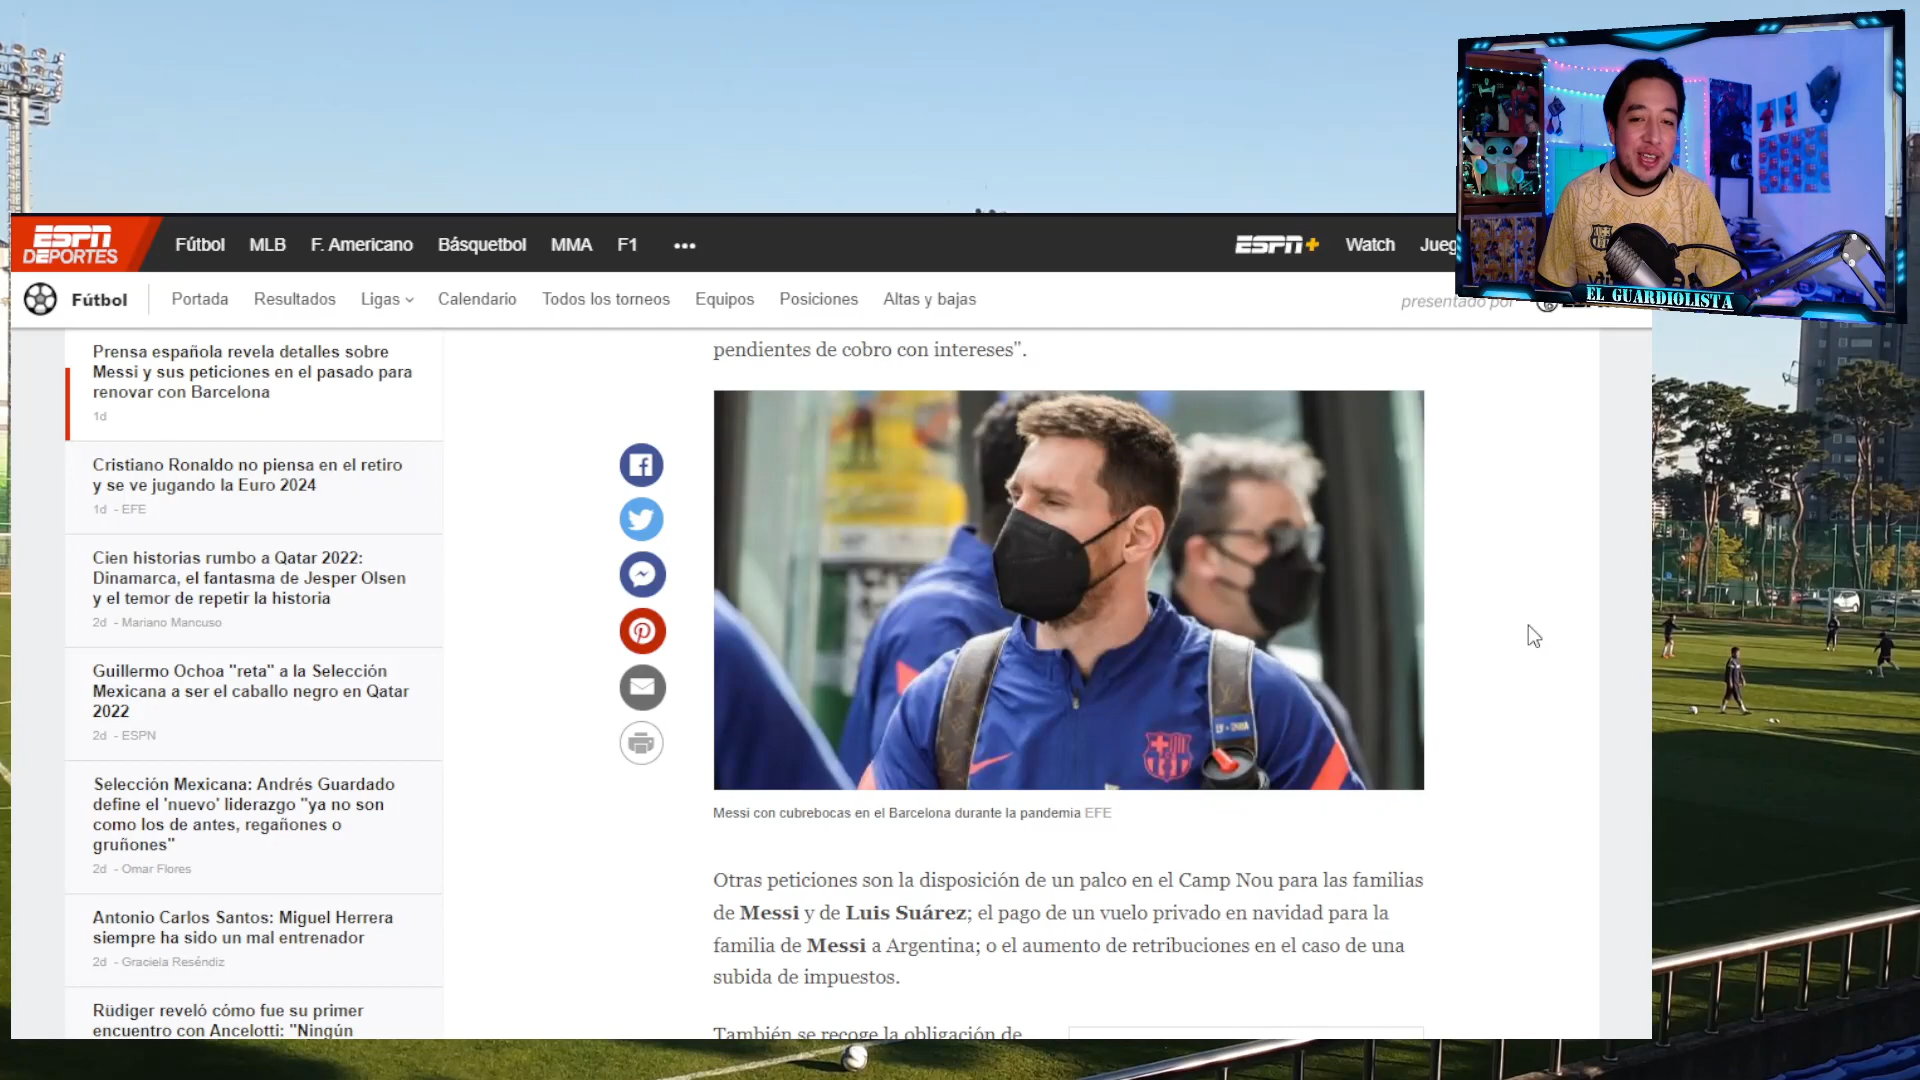 ESPN
DEPORTES
Fútbol
MLB
F. Americano
Básquetbol
MMA
F1
ESPN+
Watch
Jueg
Fútbol
Portada
Resultados
Ligas
Calendario
Todos los torneos
Equipos
Posiciones
Altas y bajas
presentado por
EL GUARDIOLISTA
Prensa española revela detalles sobre
Messi y sus peticiones en el pasado para
renovar con Barcelona
1d
Cristiano Ronaldo no piensa en el retiro
y se ve jugando la Euro 2024
1d - EFE
Cien historias rumbo a Qatar 2022:
Dinamarca, el fantasma de Jesper Olsen
y el temor de repetir la historia
2d - Mariano Mancuso
Guillermo Ochoa "reta" a la Selección
Mexicana a ser el caballo negro en Qatar
2022
2d - ESPN
Selección Mexicana: Andrés Guardado
define el 'nuevo' liderazgo "ya no son
como los de antes, regañones o
gruñones"
2d - Omar Flores
Antonio Carlos Santos: Miguel Herrera
siempre ha sido un mal entrenador
2d - Graciela Reséndiz
Rüdiger reveló cómo fue su primer
encuentro con Ancelotti: "Ningún
pendientes de cobro con intereses".
Messi con cubrebocas en el Barcelona durante la pandemia EFE
Otras peticiones son la disposición de un palco en el Camp Nou para las familias
de Messi y de Luis Suárez; el pago de un vuelo privado en navidad para la
familia de Messi a Argentina; o el aumento de retribuciones en el caso de una
subida de impuestos.
También se recoge la obligación de